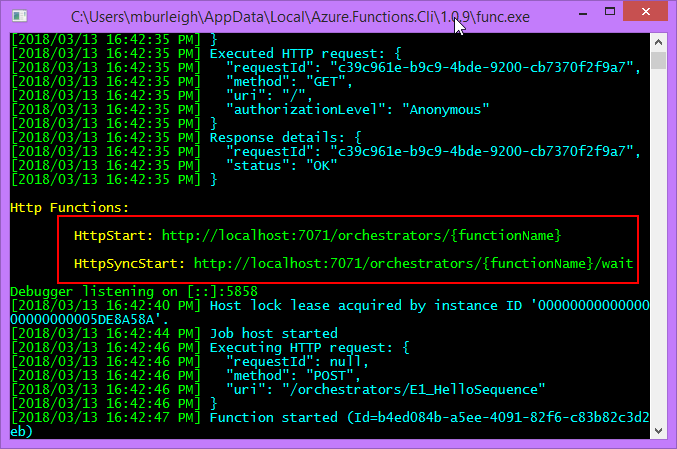 C:\Users\mburleigh\AppData\Local\Azure.Functions.Cli\1.0.9\func.exe
[2018/03/13 16:42:35 PM] }
[2018/03/13 16:42:35 PM] Executed HTTP request: {
[2018/03/13 16:42:35 PM]   "requestId": "c39c961e-b9c9-4bde-9200-cb7370f2f9a7",
[2018/03/13 16:42:35 PM]   "method": "GET",
[2018/03/13 16:42:35 PM]   "uri": "/",
[2018/03/13 16:42:35 PM]   "authorizationLevel": "Anonymous"
[2018/03/13 16:42:35 PM] }
[2018/03/13 16:42:35 PM] Response details: {
[2018/03/13 16:42:35 PM]   "requestId": "c39c961e-b9c9-4bde-9200-cb7370f2f9a7",
[2018/03/13 16:42:35 PM]   "status": "OK"
[2018/03/13 16:42:35 PM] }
Http Functions:
HttpStart: http://localhost:7071/orchestrators/{functionName}
HttpSyncStart: http://localhost:7071/orchestrators/{functionName}/wait
Debugger listening on [::]:5858
[2018/03/13 16:42:40 PM] Host lock lease acquired by instance ID '00000000000000
00000000005DE8A58A'.
[2018/03/13 16:42:44 PM] Job host started
[2018/03/13 16:42:46 PM] Executing HTTP request: {
[2018/03/13 16:42:46 PM]   "requestId": null,
[2018/03/13 16:42:46 PM]   "method": "POST",
[2018/03/13 16:42:46 PM]   "uri": "/orchestrators/E1_HelloSequence"
[2018/03/13 16:42:46 PM] }
[2018/03/13 16:42:47 PM] Function started (Id=b4ed084b-a5ee-4091-82f6-c83b82c3d2
eb)